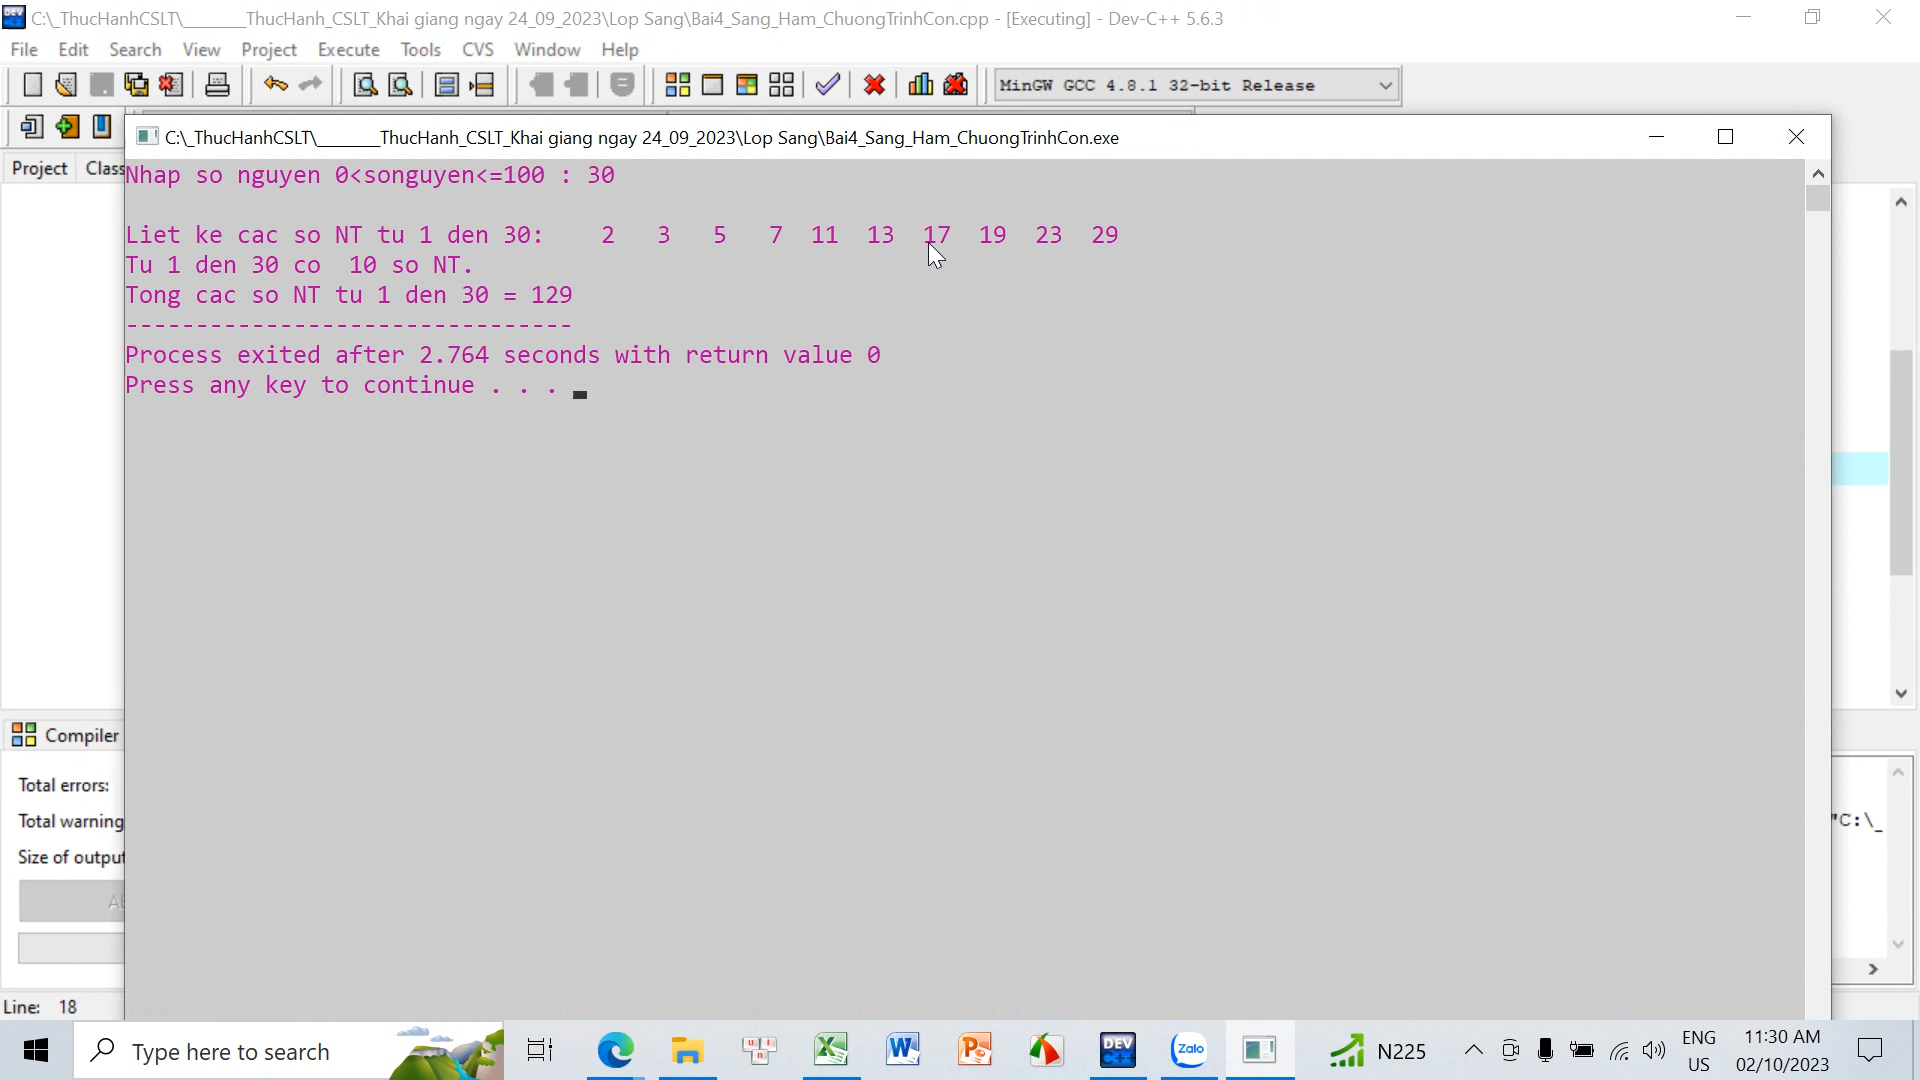 C:\_ThucHanhCSLT\_______ThucHanh_CSLT_Khai giang ngay 24_09_2023\Lop Sang\Bai4_Sang_Ham_ChuongTrinhCon.cpp - [Executing] - Dev-C++ 5.6.3
File Edit Search View Project Execute Tools CVS Window Help
MinGW GCC 4.8.1 32-bit Release
C:\_ThucHanhCSLT\_______ThucHanh_CSLT_Khai giang ngay 24_09_2023\Lop Sang\Bai4_Sang_Ham_ChuongTrinhCon.exe
Project Class
Nhap so nguyen 0<songuyen<=100 : 30
Liet ke cac so NT tu 1 den 30: 2 3 5 7 11 13 17 19 23 29
Tu 1 den 30 co 10 so NT.
Tong cac so NT tu 1 den 30 = 129
--------------------------------
Process exited after 2.764 seconds with return value 0
Press any key to continue . . .
Compiler
Total errors:
Total warning
Size of output
"C:\_
Line: 18
Type here to search
DEV C++
Zalo
N225
ENG
US
11:30 AM
02/10/2023